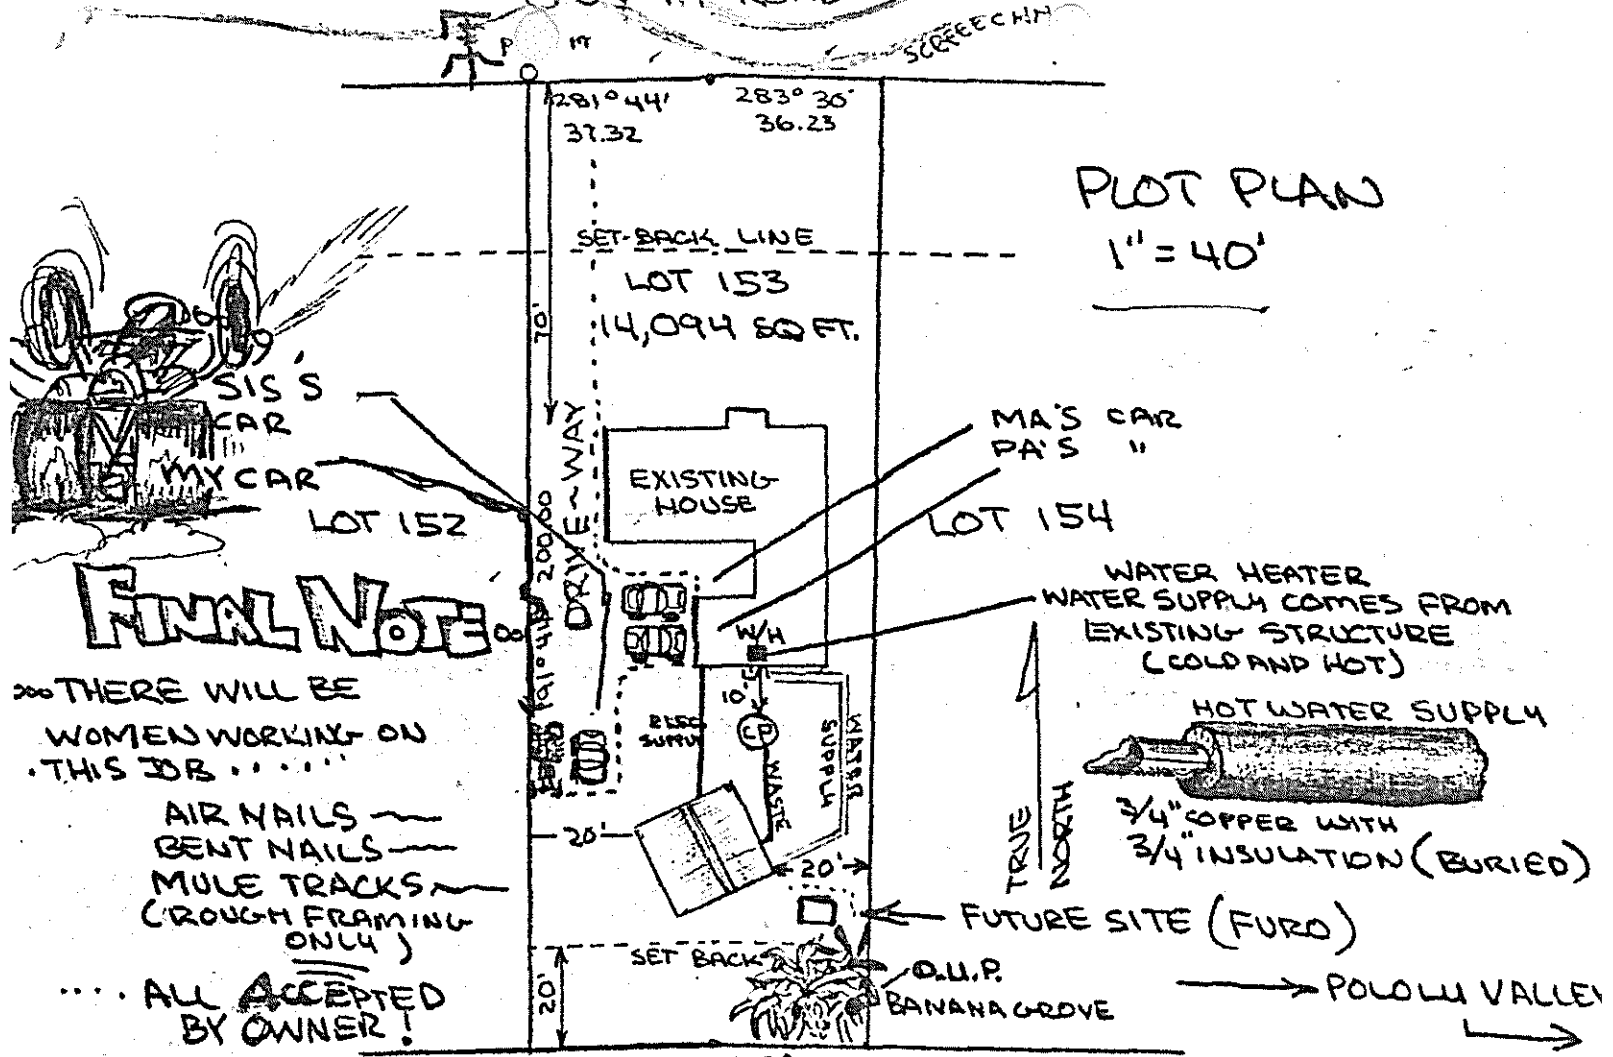 SCREEECHH
P
281° 44'
37.32
283° 30'
36.23
PLOT PLAN
1" = 40'
SET-BACK LINE
LOT 153
14,094 SQ FT.
70'
SIS'S
CAR
MY CAR
LOT 152
DRIVE~WAY
200.00
191° 41'
EXISTING
HOUSE
MA'S CAR
PA'S "
LOT 154
W/H
WATER HEATER
WATER SUPPLY COMES FROM
EXISTING STRUCTURE
(COLD AND HOT)
FINAL NOTE
THERE WILL BE
WOMEN WORKING ON
THIS JOB......
AIR NAILS
BENT NAILS
MULE TRACKS
(ROUGH FRAMING
ONLY)
.... ALL ACCEPTED
BY OWNER!
ELEC
SUPPLY
10'
CP
WASTE
WATER
SUPPLY
20'
20'
TRUE
NORTH
HOT WATER SUPPLY
3/4" COPPER WITH
3/4" INSULATION (BURIED)
FUTURE SITE (FURO)
SET BACK
20'
O.U.P.
BANANA GROVE
POLOLU VALLEY